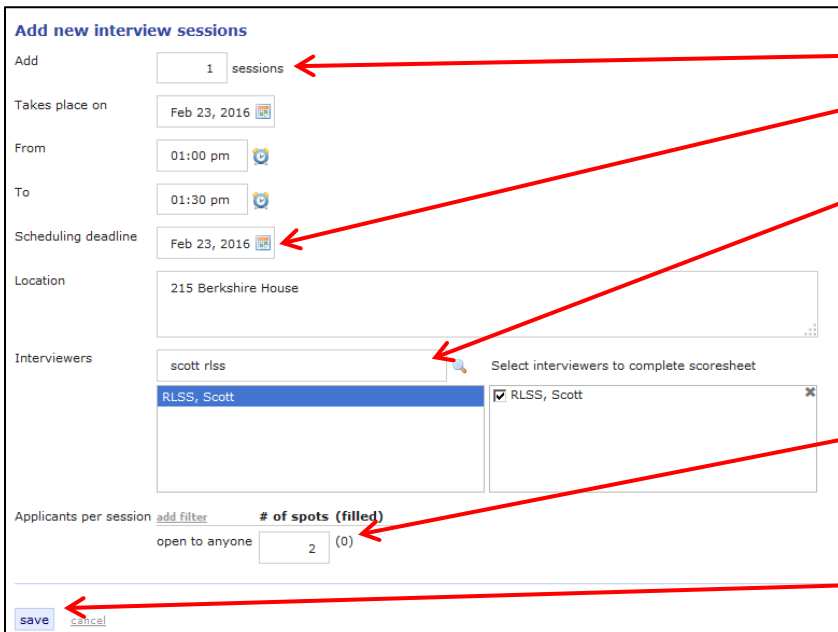 Add new interview sessions
Add 1 sessions
Takes place on Feb 23, 2016
From 01:00 pm
To 01:30 pm
Scheduling deadline Feb 23, 2016
Location 215 Berkshire House
Interviewers scott rlss Select interviewers to complete scoresheet
RLSS, Scott RLSS, Scott
Applicants per session add filter # of spots (filled)
open to anyone 2 (0)
save cancel